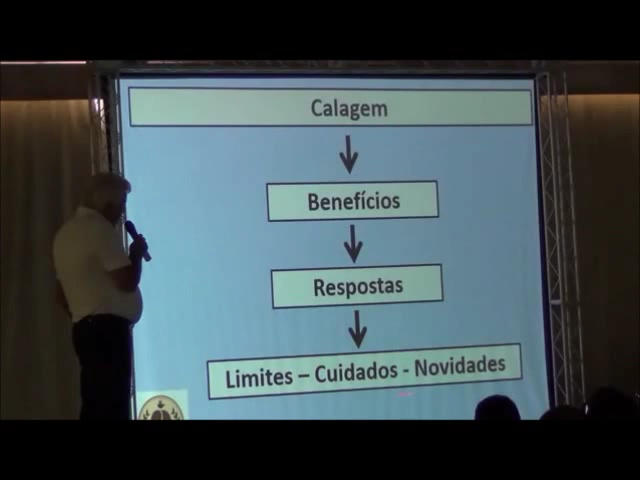 Calagem
Benefícios
Respostas
Limites – Cuidados - Novidades